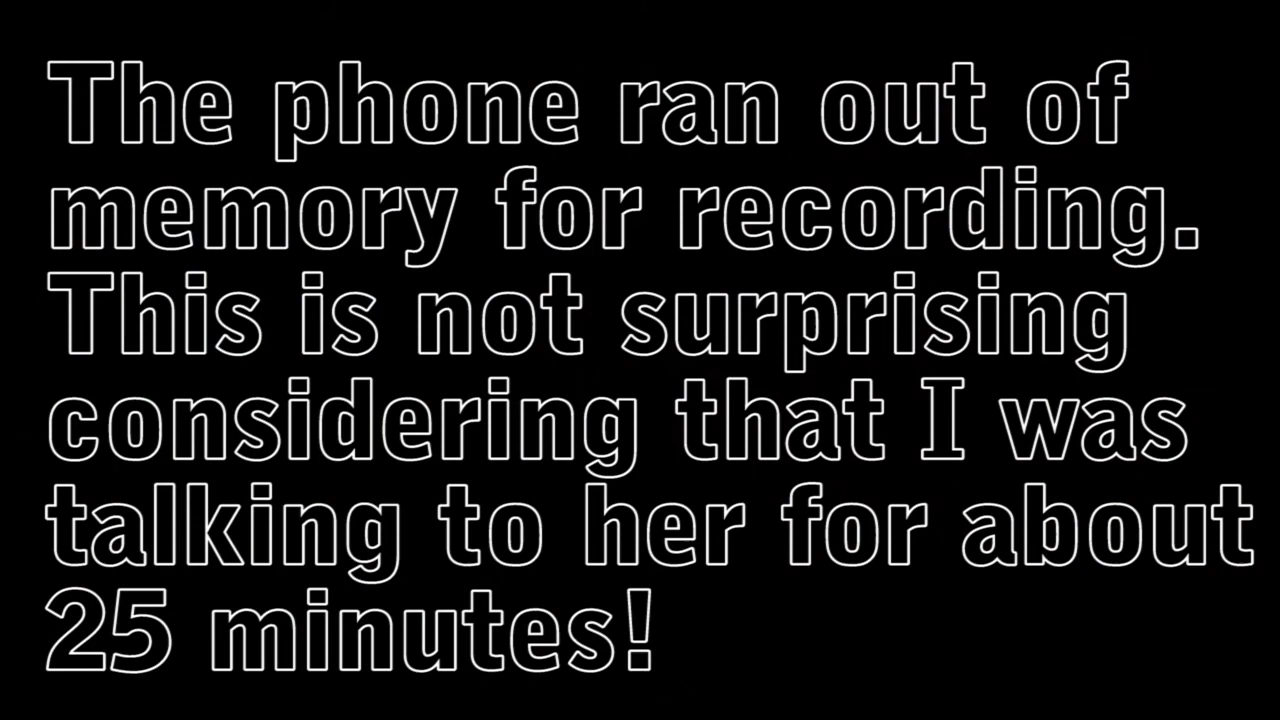 The phone ran out of
memory for recording.
This is not surprising
considering that I was
talking to her for about
25 minutes!